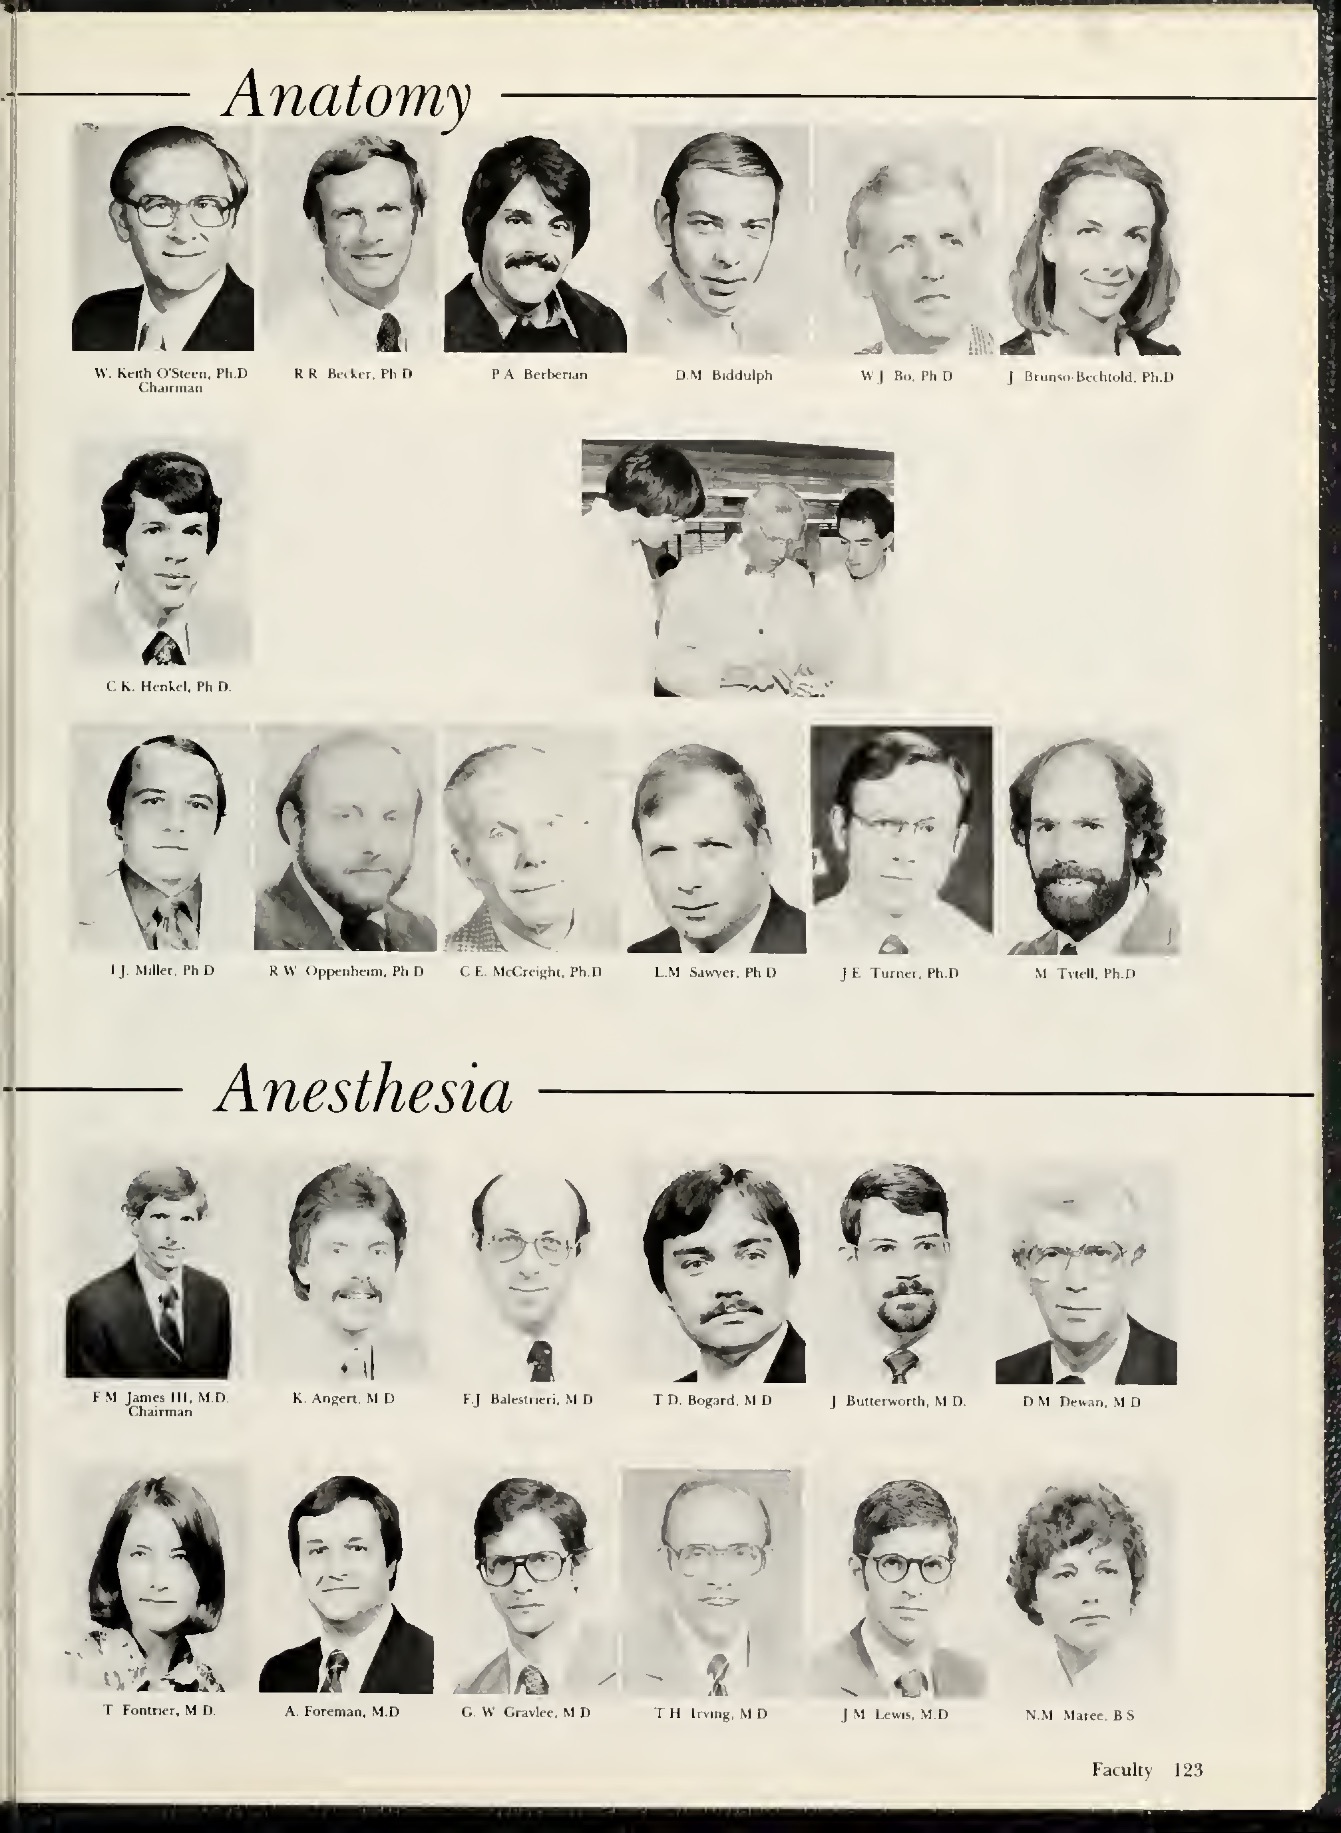 Anatomy
W. Keith O'Steen, Ph.D
Chairman
R R Becker, Ph D
P A Berberian
D.M Biddulph
W J Bo, Ph D
J Brunso-Bechtold, Ph.D
C K. Henkel, Ph D.
I J. Miller, Ph D
R W Oppenheim, Ph D
C E. McCreight, Ph.D
L.M Sawyer, Ph D
J E Turner, Ph.D
M Tytell, Ph.D
Anesthesia
F M James III, M.D.
Chairman
K. Angert, M D
F.J Balestrieri, M D
T D. Bogard, M D
J Butterworth, M D.
D M Dewan, M D
T Fontner, M D.
A. Foreman, M.D
G. W Gravlee, M D
T H Irving, M D
J M Lewis, M.D
N.M Maree, B S
Faculty 123